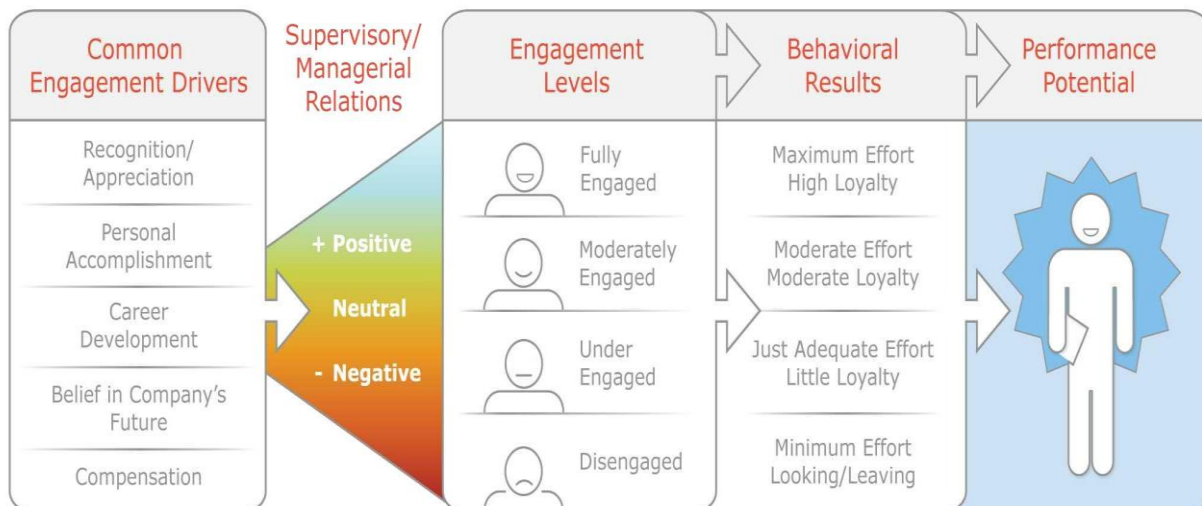 Common
Engagement Drivers
Recognition/
Appreciation
Personal
Accomplishment
Career
Development
Belief in Company's
Future
Compensation
Supervisory/
Managerial
Relations
+ Positive
Neutral
- Negative
Engagement
Levels
Fully
Engaged
Moderately
Engaged
Under
Engaged
Disengaged
Behavioral
Results
Maximum Effort
High Loyalty
Moderate Effort
Moderate Loyalty
Just Adequate Effort
Little Loyalty
Minimum Effort
Looking/Leaving
Performance
Potential